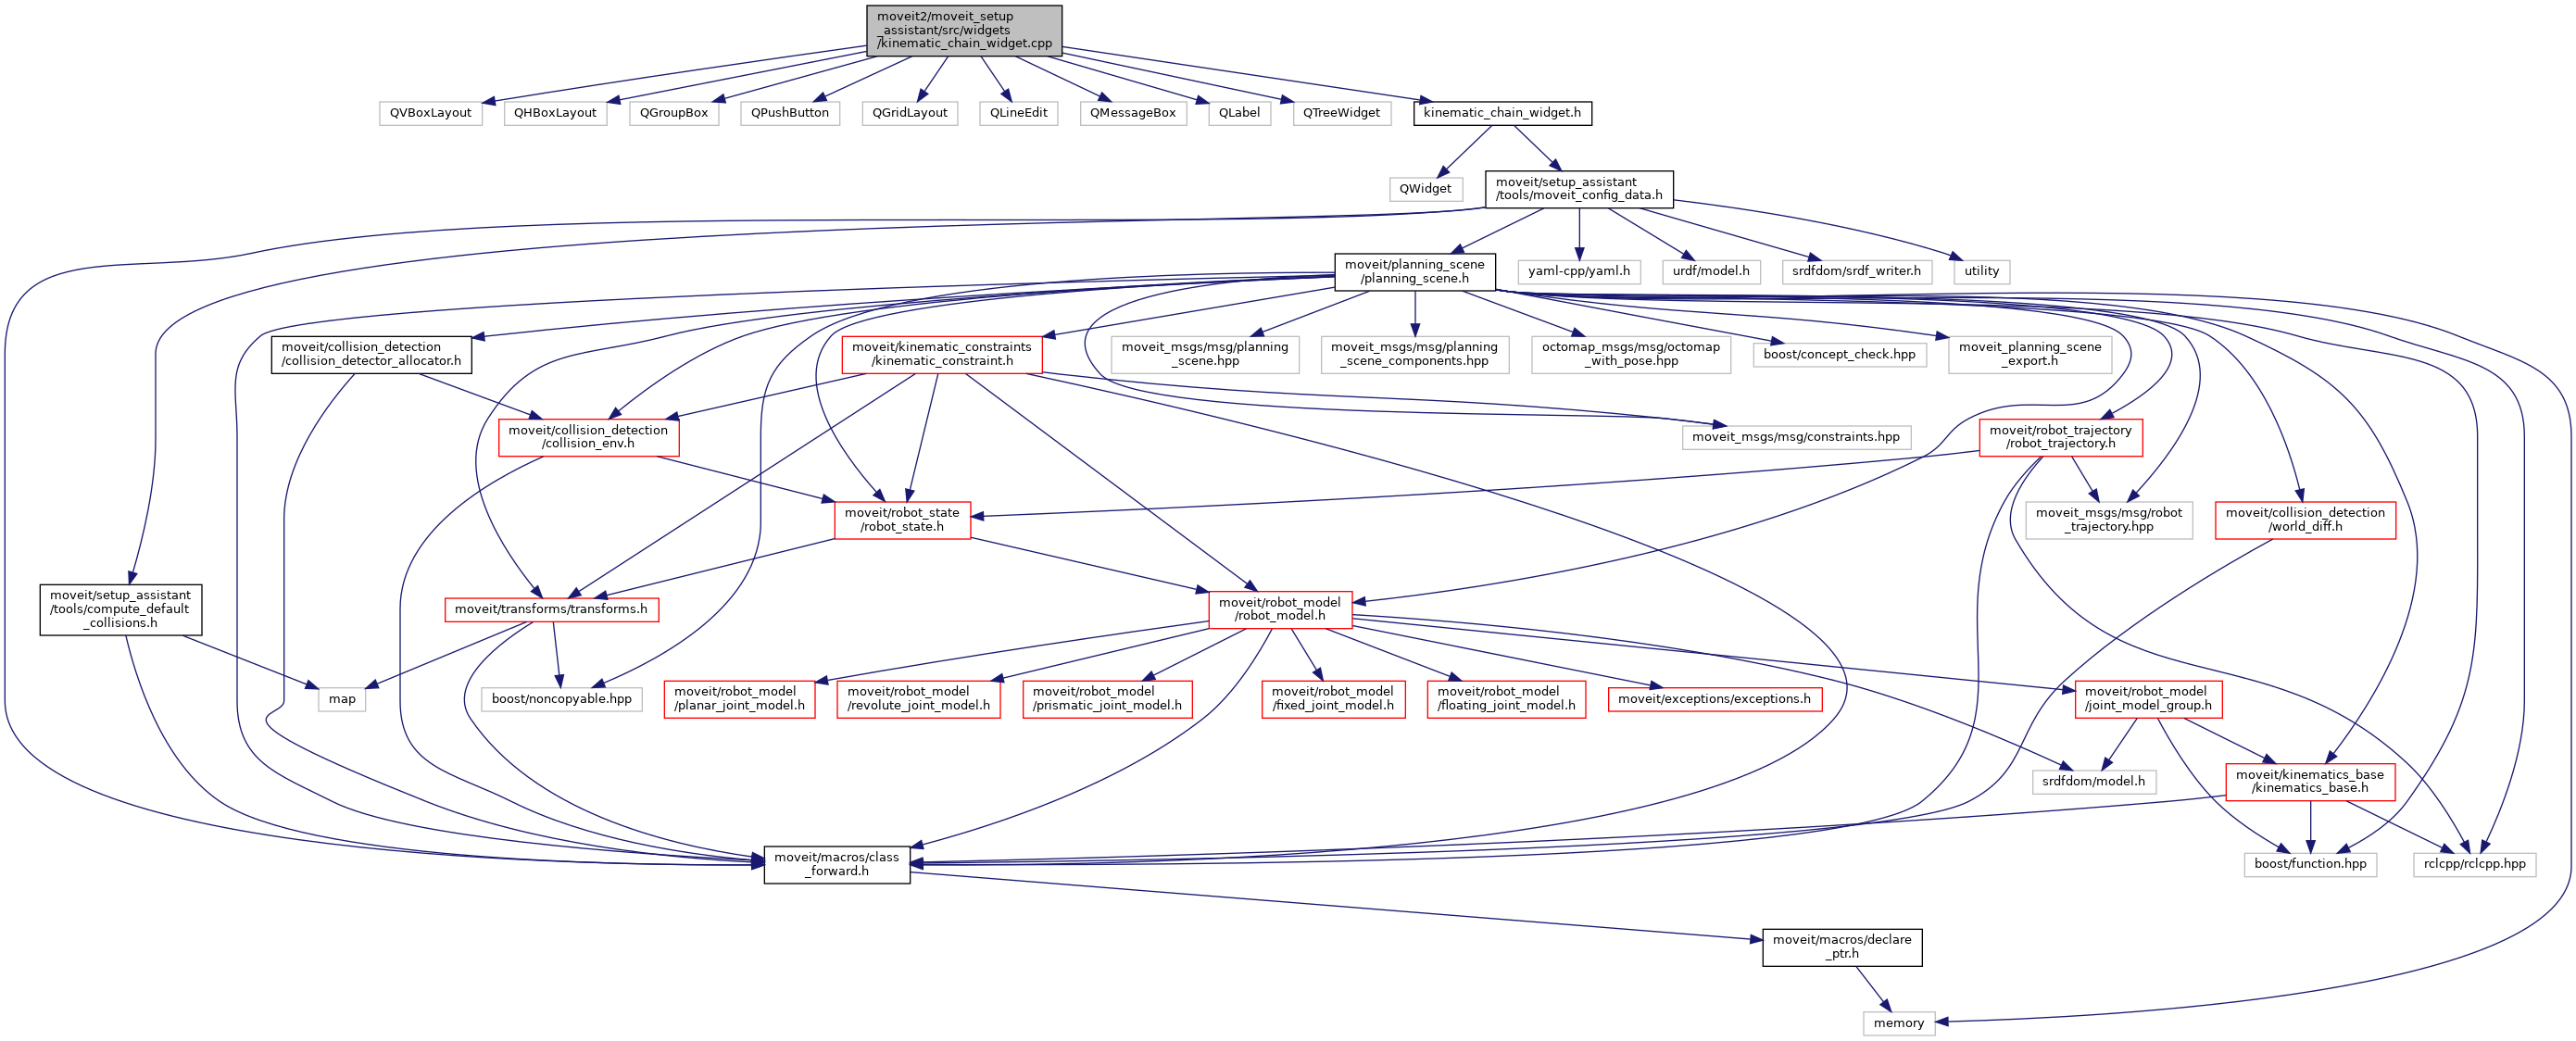 moveit2/moveit_setup
_assistant/src/widgets
/kinematic_chain_widget.cpp
QVBoxLayout
QHBoxLayout
QGroupBox
QPushButton
QGridLayout
QLineEdit
QMessageBox
QLabel
QTreeWidget
kinematic_chain_widget.h
QWidget
moveit/setup_assistant
/tools/moveit_config_data.h
moveit/planning_scene
/planning_scene.h
yaml-cpp/yaml.h
urdf/model.h
srdfdom/srdf_writer.h
utility
moveit/collision_detection
/collision_detector_allocator.h
moveit/kinematic_constraints
/kinematic_constraint.h
moveit_msgs/msg/planning
_scene.hpp
moveit_msgs/msg/planning
_scene_components.hpp
octomap_msgs/msg/octomap
_with_pose.hpp
boost/concept_check.hpp
moveit_planning_scene
_export.h
moveit/collision_detection
/collision_env.h
moveit_msgs/msg/constraints.hpp
moveit/robot_trajectory
/robot_trajectory.h
moveit/robot_state
/robot_state.h
moveit_msgs/msg/robot
_trajectory.hpp
moveit/collision_detection
/world_diff.h
moveit/setup_assistant
/tools/compute_default
_collisions.h
moveit/transforms/transforms.h
moveit/robot_model
/robot_model.h
map
boost/noncopyable.hpp
moveit/robot_model
/planar_joint_model.h
moveit/robot_model
/revolute_joint_model.h
moveit/robot_model
/prismatic_joint_model.h
moveit/robot_model
/fixed_joint_model.h
moveit/robot_model
/floating_joint_model.h
moveit/exceptions/exceptions.h
moveit/robot_model
/joint_model_group.h
srdfdom/model.h
moveit/kinematics_base
/kinematics_base.h
moveit/macros/class
_forward.h
boost/function.hpp
rclcpp/rclcpp.hpp
moveit/macros/declare
_ptr.h
memory